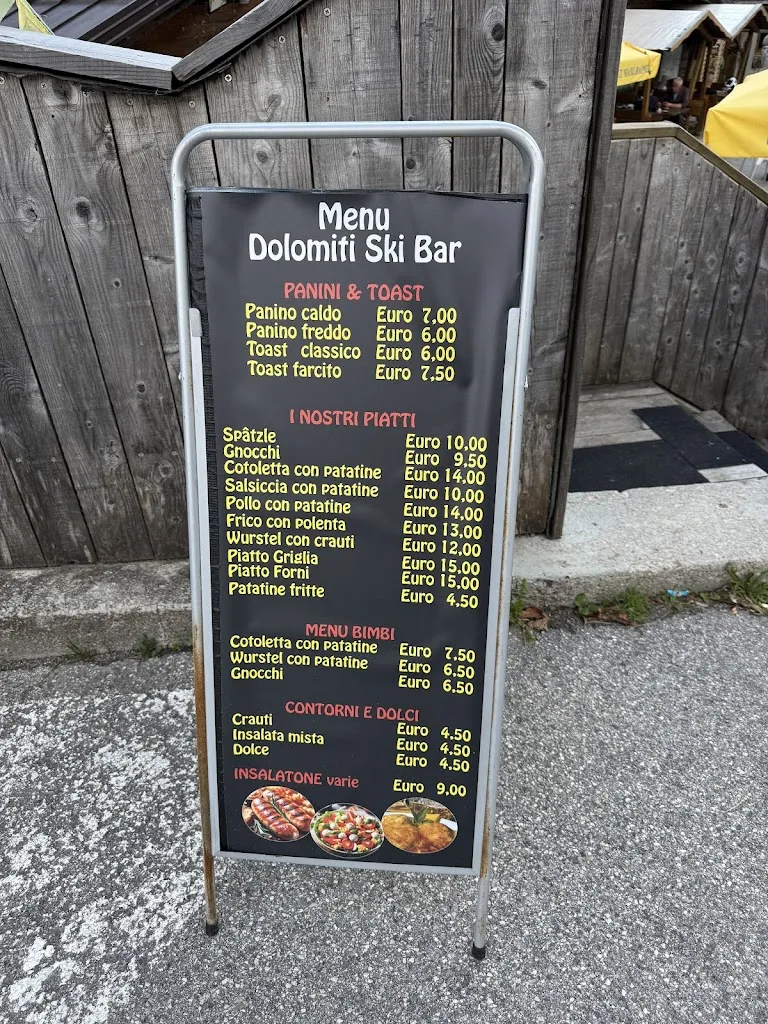 Menu
Dolomiti Ski Bar
PANINI & TOAST
Panino caldo Euro 7,00
Panino freddo Euro 6,00
Toast classico Euro 6,00
Toast farcito Euro 7,50
I NOSTRI PIATTI
Spâtzle Euro 10,00
Gnocchi Euro 9,50
Cotoletta con patatine Euro 14,00
Salsiccia con patatine Euro 10,00
Pollo con patatine Euro 14,00
Frico con polenta Euro 13,00
Wurstel con crauti Euro 12,00
Piatto Griglia Euro 15,00
Piatto Forni Euro 15,00
Patatine fritte Euro 4,50
MENU BIMBI
Cotoletta con patatine Euro 7,50
Wurstel con patatine Euro 6,50
Gnocchi Euro 6,50
CONTORNI E DOLCI
Crauti Euro 4,50
Insalata mista Euro 4,50
Dolce Euro 4,50
INSALATONE varie Euro 9,00